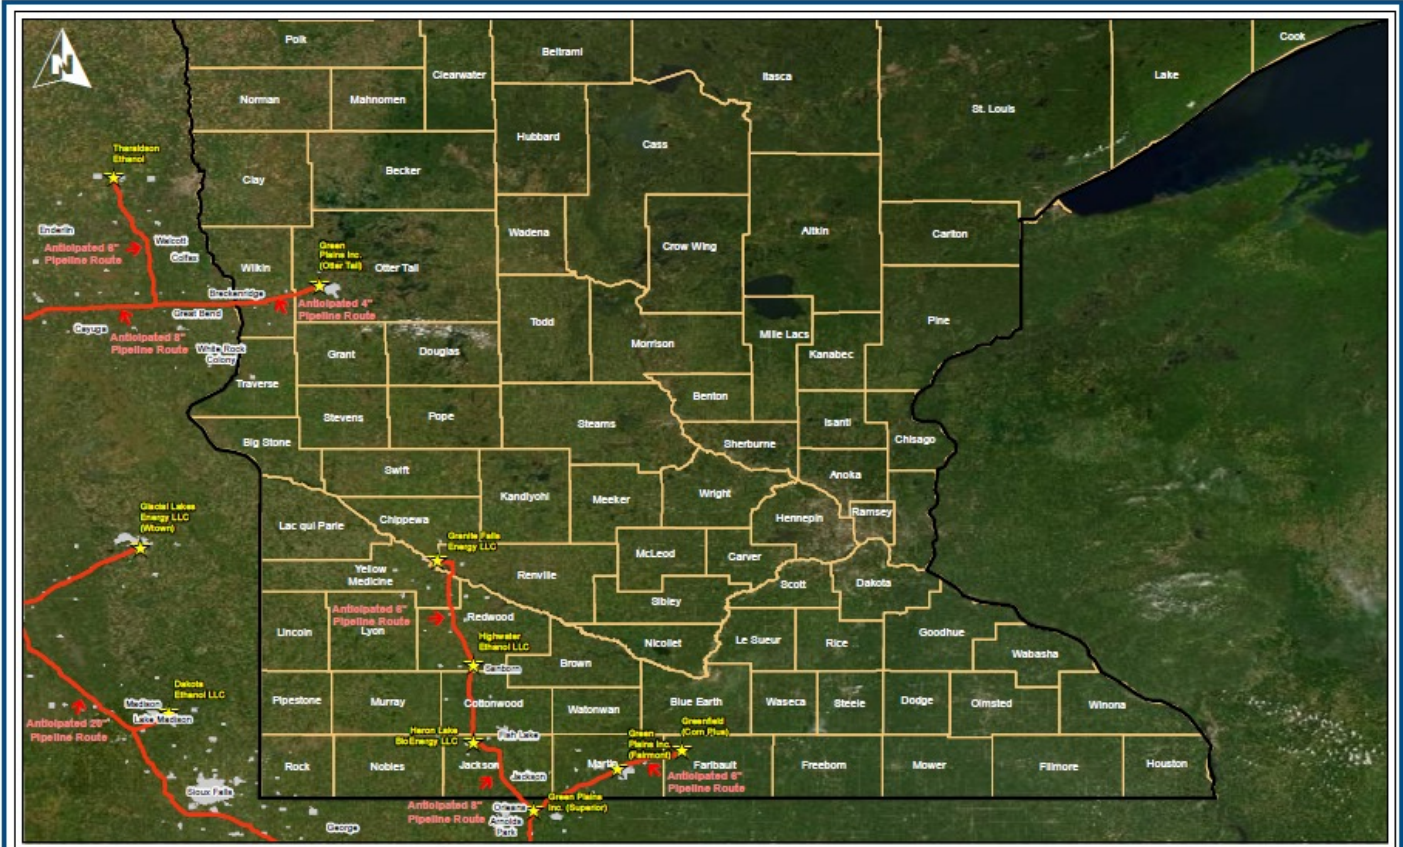 N
Polk
Beltrami
Clearwater
Itasca
Cook
Lake
Norman
Mahnomen
St. Louis
Hubbard
Cass
Tharaldson
Ethanol
Clay
Becker
Enderlin
Walcott
Colfax
Anticipated 6"
Pipeline Route
Wadena
Crow Wing
Aitkin
Carlton
Green
Plains Inc.
(Otter Tail)
Wilkin
Otter Tail
Breckenridge
Great Bend
Cayuga
Anticipated 8"
Pipeline Route
Anticipated 4"
Pipeline Route
White Rock
Colony
Todd
Morrison
Mille Lacs
Kanabec
Pine
Grant
Douglas
Traverse
Stevens
Pope
Benton
Stearns
Isanti
Chisago
Big Stone
Sherburne
Swift
Anoka
Kandiyohi
Meeker
Wright
Hennepin
Ramsey
Glacial Lakes
Energy LLC
(Wtown)
Lac qui Parle
Chippewa
Granite Falls
Energy LLC
McLeod
Carver
Yellow
Medicine
Renville
Scott
Dakota
Sibley
Anticipated 6"
Pipeline Route
Lincoln
Lyon
Redwood
Nicollet
Le Sueur
Rice
Goodhue
Wabasha
Highwater
Ethanol LLC
Sanborn
Brown
Dakota
Ethanol LLC
Madison
Lake Madison
Pipestone
Murray
Cottonwood
Watonwan
Blue Earth
Waseca
Steele
Dodge
Olmsted
Winona
Anticipated 20"
Pipeline Route
Heron Lake
BioEnergy LLC
Fish Lake
Green
Plains Inc.
(Fairmont)
Greenfield
(Corn Plus)
Rock
Nobles
Jackson
Jackson
Martin
Faribault
Freeborn
Mower
Fillmore
Houston
Anticipated 6"
Pipeline Route
Sioux Falls
Anticipated 8"
Pipeline Route
Orleans
Arnolds
Park
Green Plains
Inc. (Superior)
George